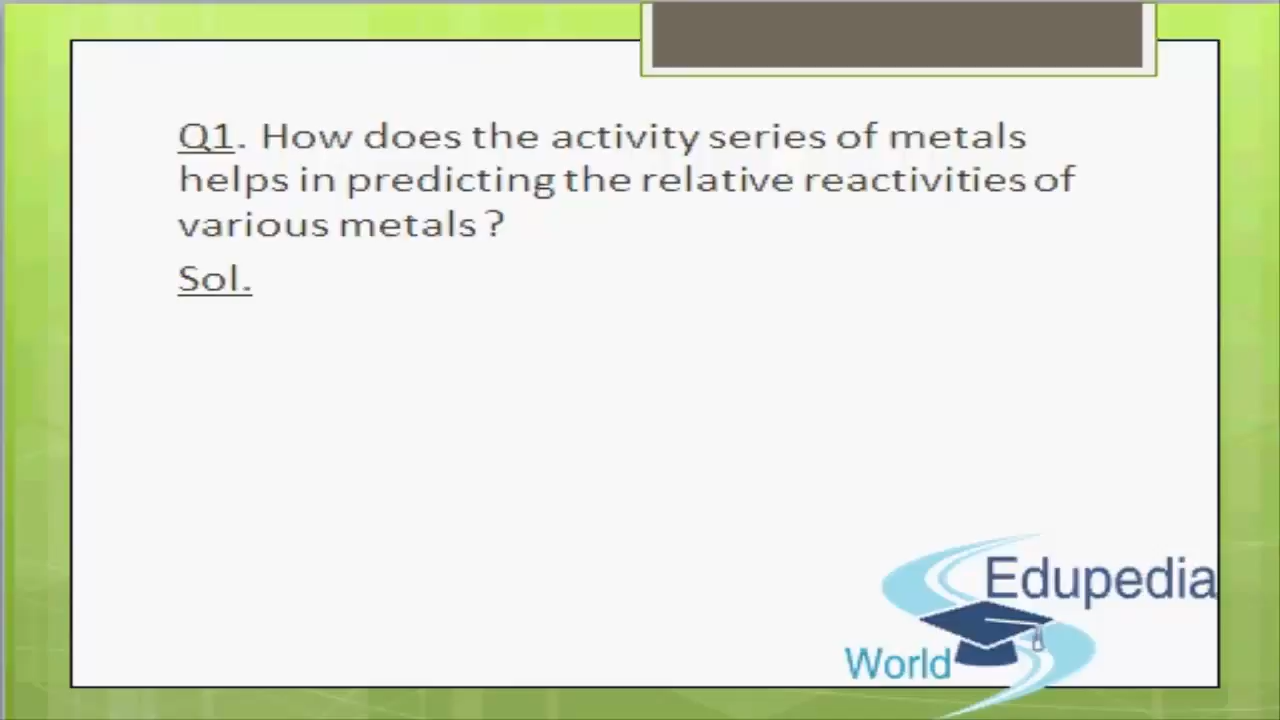 Q1. How does the activity series of metals
helps in predicting the relative reactivities of
various metals ?
Sol.
Edupedia
World